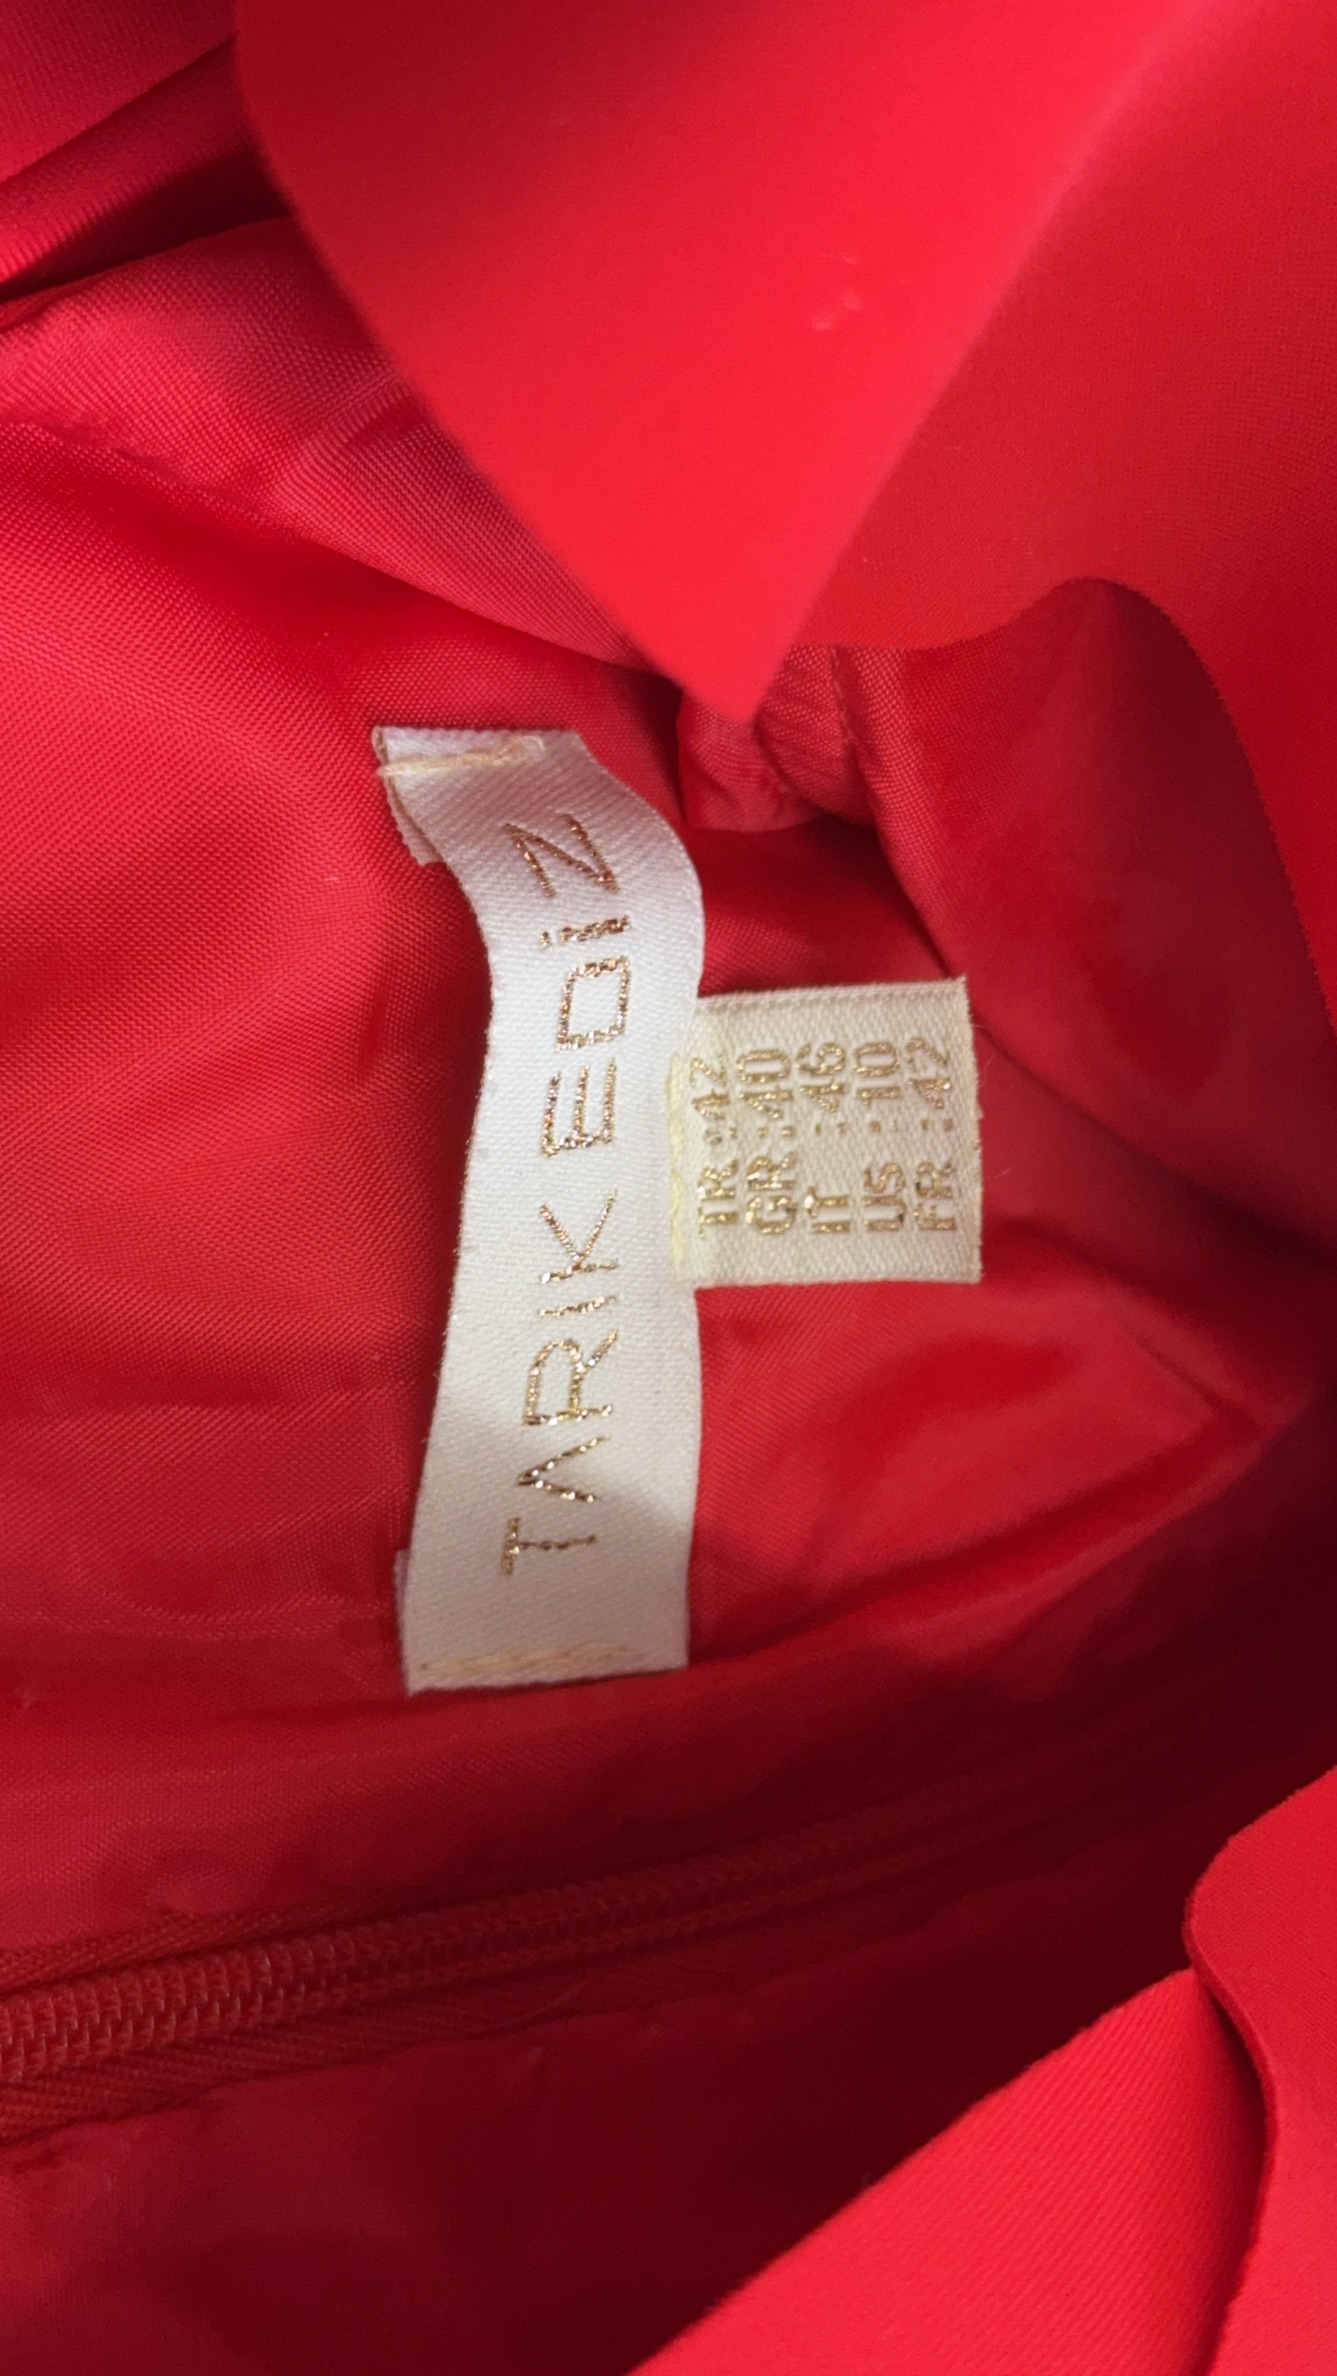 TARIK EDİZ
TR : 42
GR : 40
IT : 46
US : 10
FR : 42